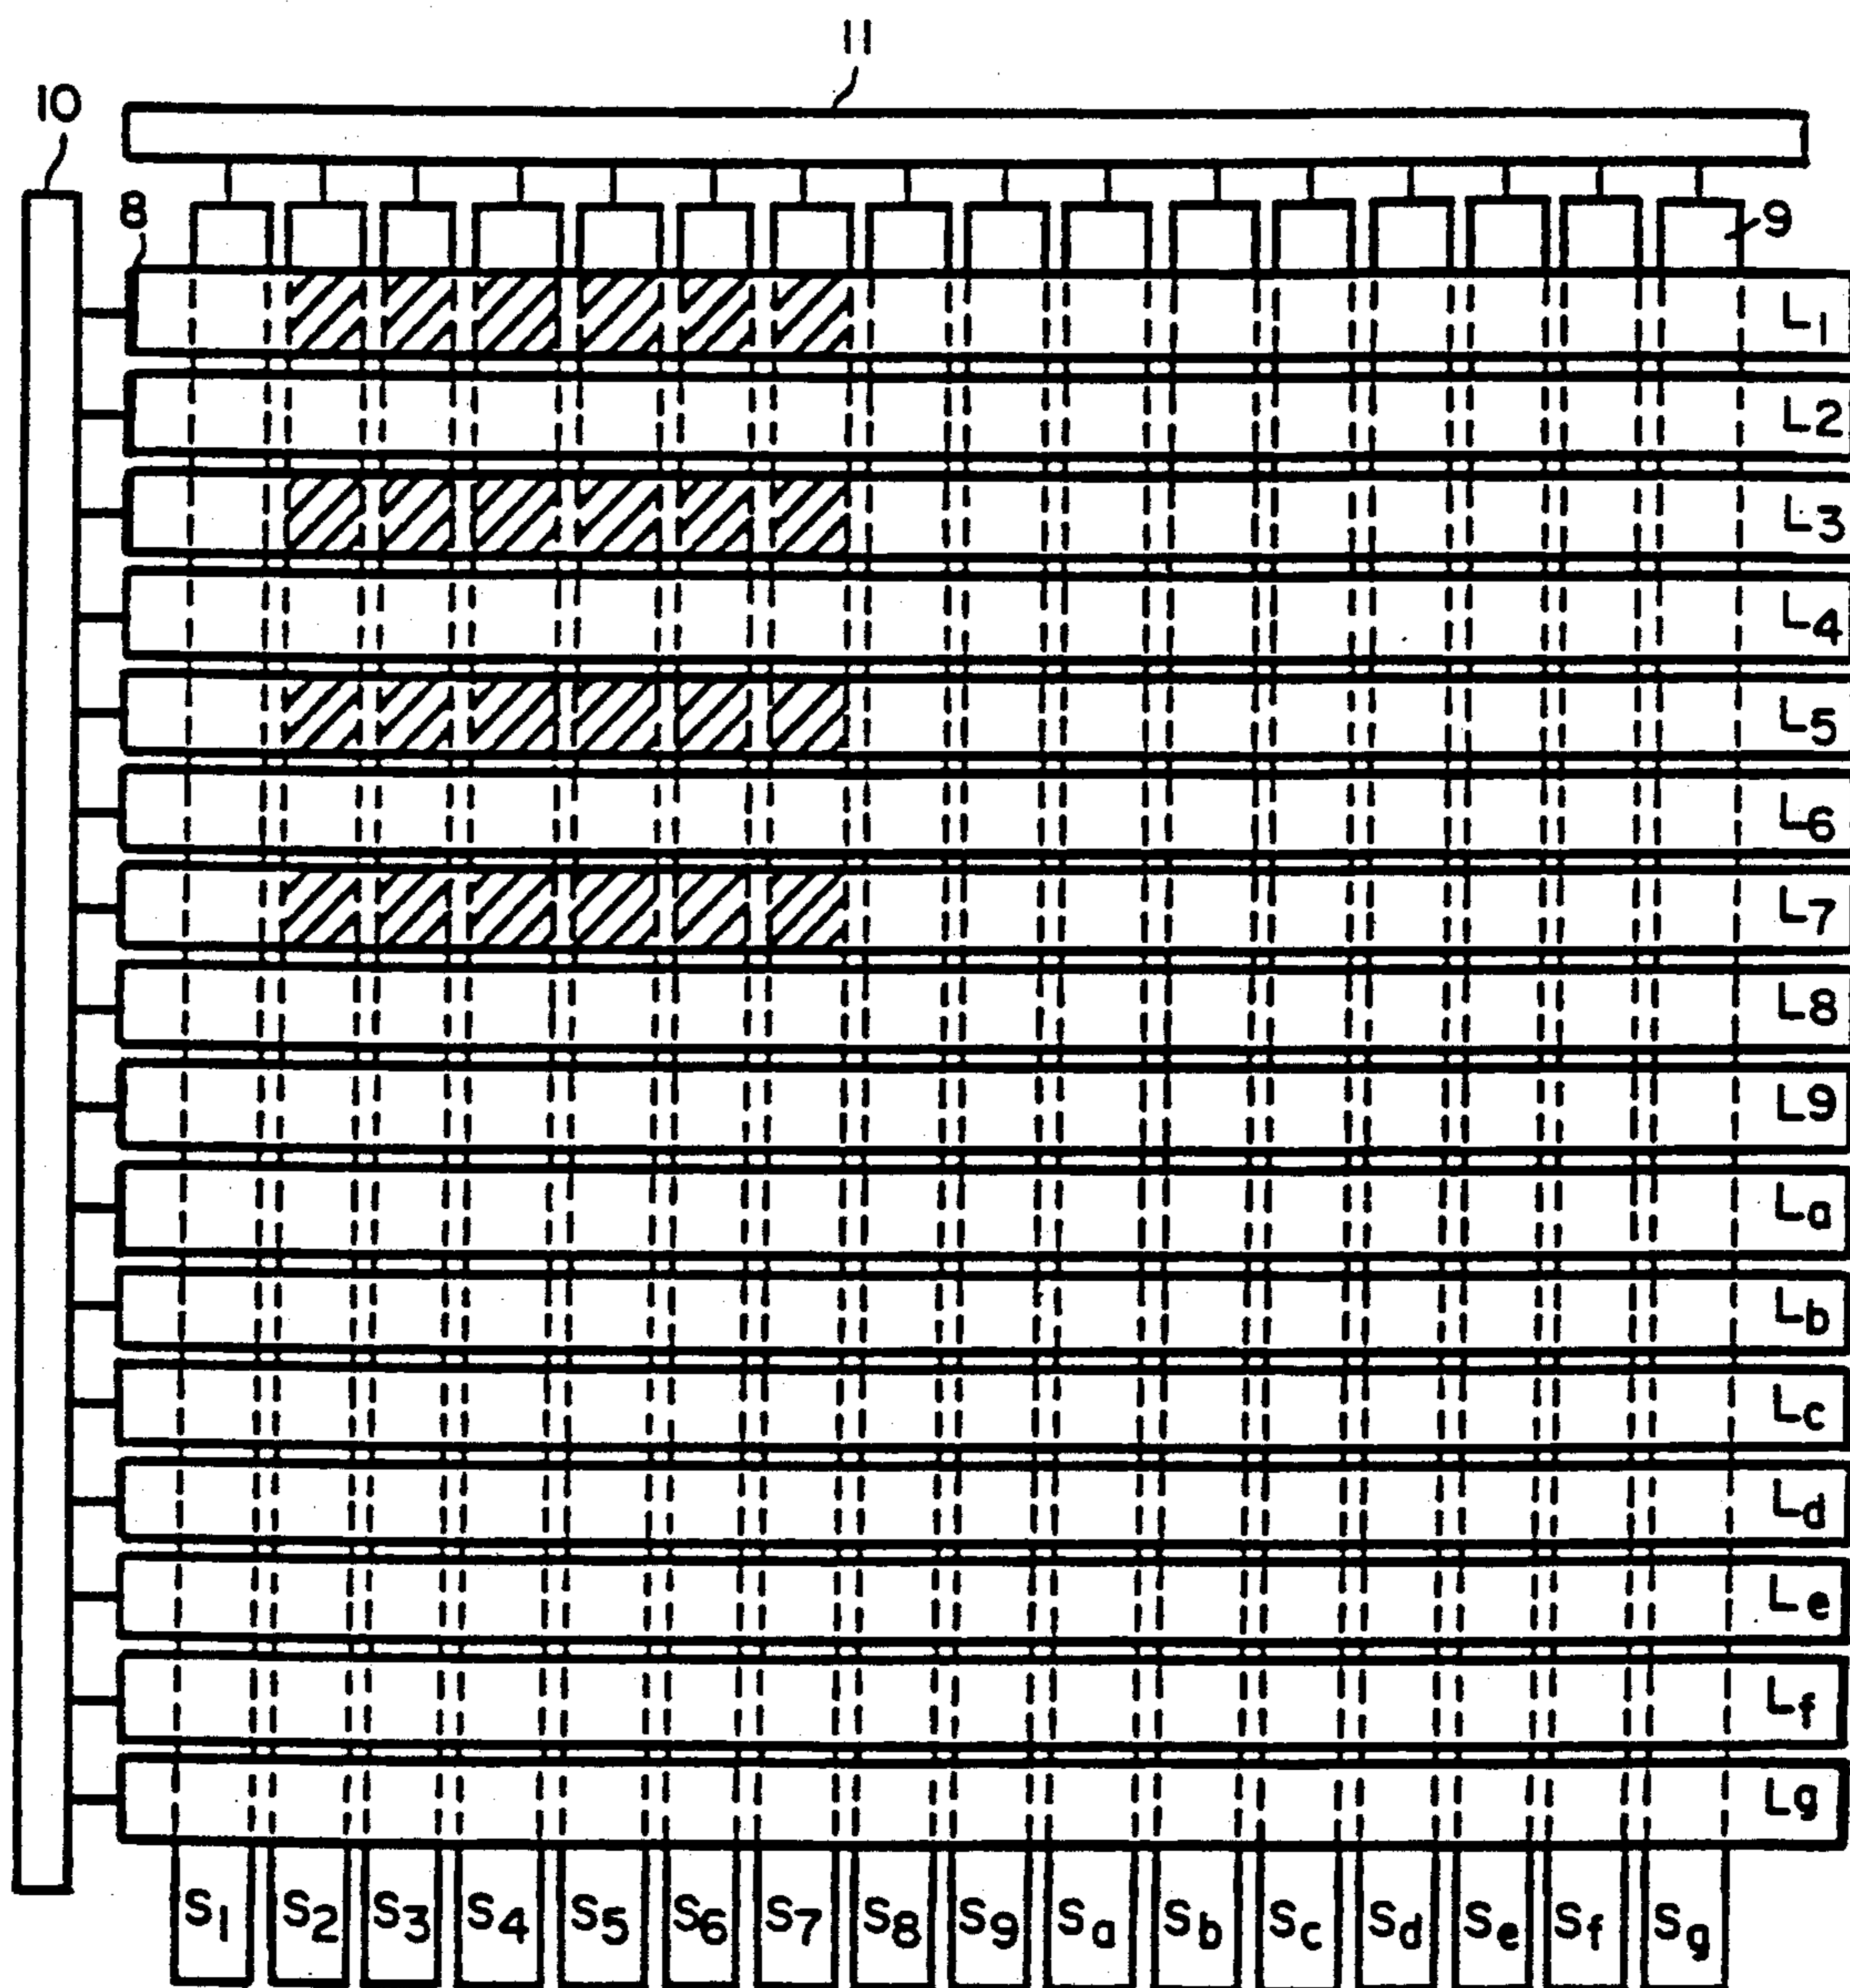 11
10
8
9
L1
L2
L3
L4
L5
L6
L7
L8
L9
La
Lb
Lc
Ld
Le
Lf
Lg
S1 S2 S3 S4 S5 S6 S7 S8 S9 Sa Sb Sc Sd Se Sf Sg